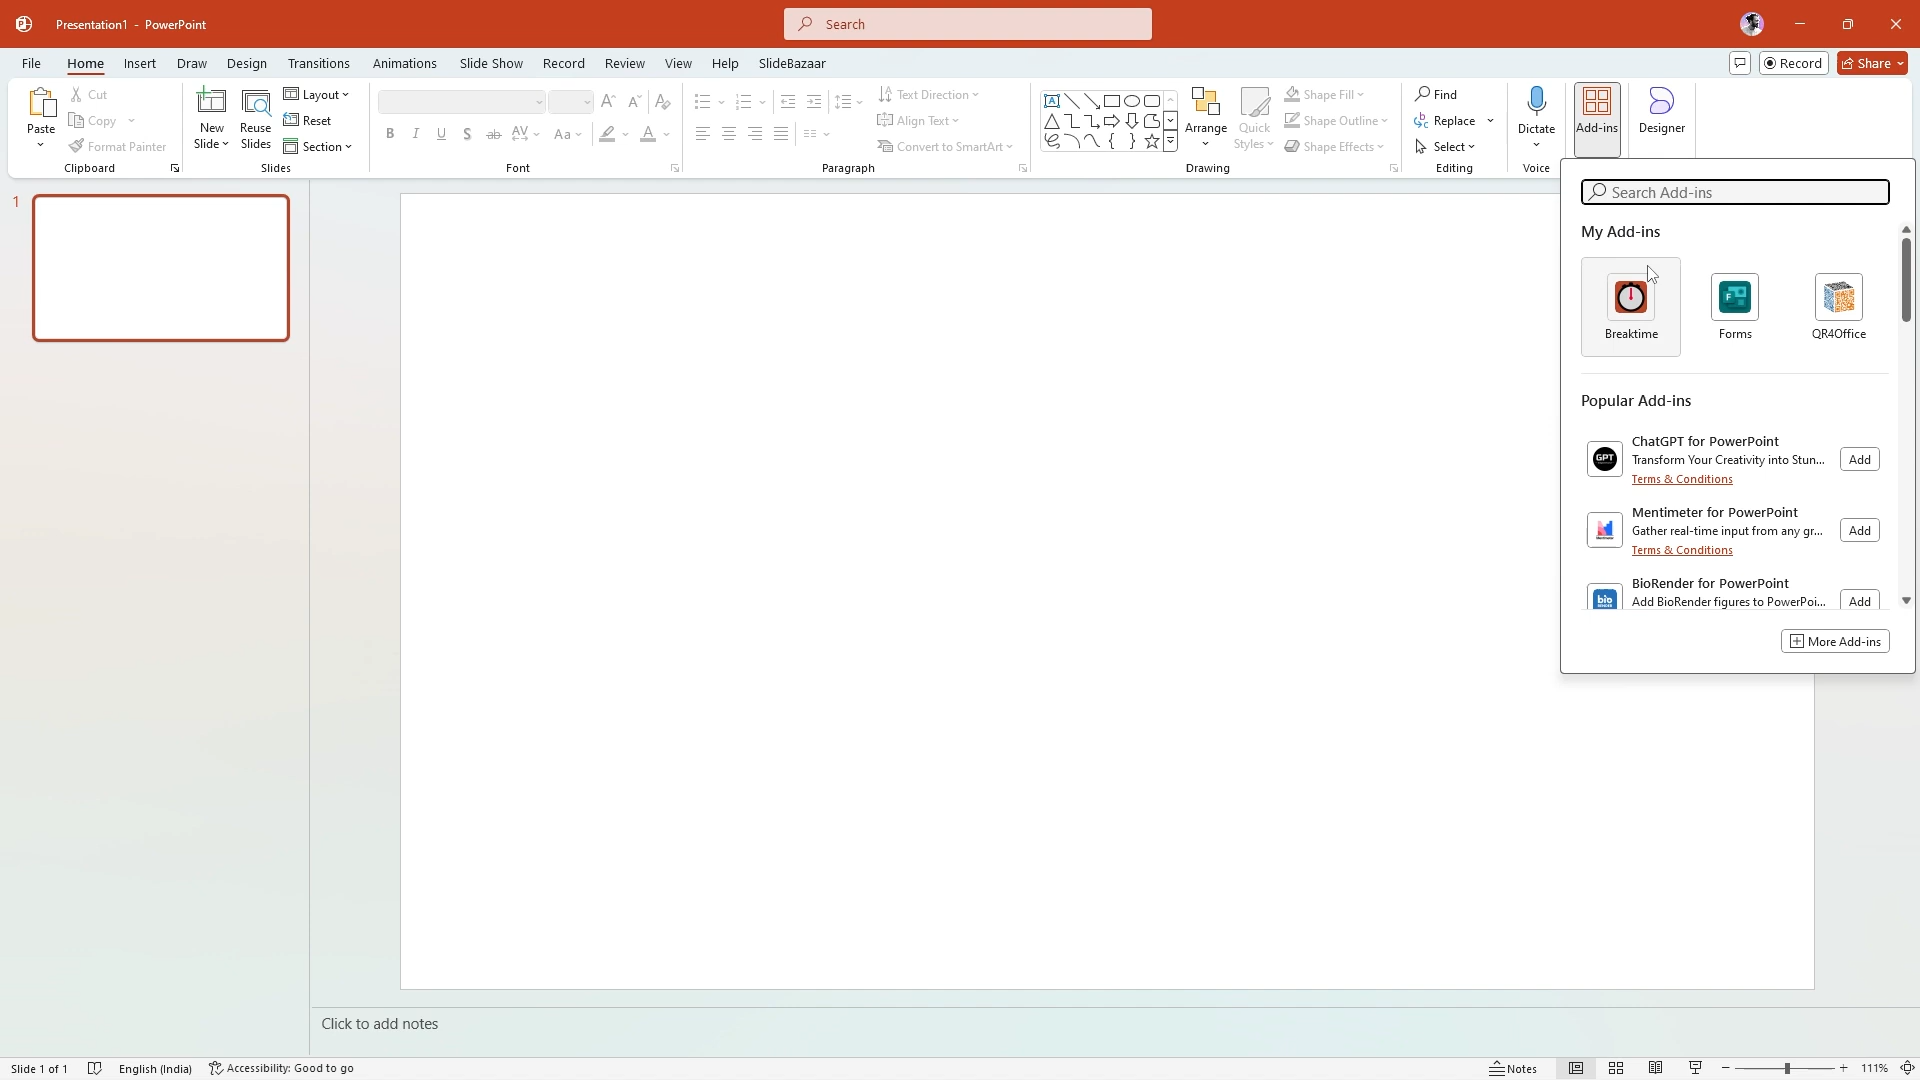 Presentation1 - PowerPoint
Search
File Home Insert Draw Design Transitions Animations Slide Show Record Review View Help SlideBazaar
Record Share
Paste
Cut
Copy
Format Painter
Clipboard
New Slide
Reuse Slides
Layout
Reset
Section
Slides
B I U S ab AV Aa A
Font
Text Direction
Align Text
Convert to SmartArt
Paragraph
Arrange
Quick Styles
Shape Fill
Shape Outline
Shape Effects
Drawing
Find
Replace
Select
Editing
Dictate
Voice
Add-ins
Designer
1
Search Add-ins
My Add-ins
Breaktime Forms QR4Office
Popular Add-ins
GPT
ChatGPT for PowerPoint
Transform Your Creativity into Stun...
Terms & Conditions
Add
Mentimeter for PowerPoint
Gather real-time input from any gr...
Terms & Conditions
Add
bio
BioRender for PowerPoint
Add BioRender figures to PowerPoi...
Add
More Add-ins
Click to add notes
Slide 1 of 1 English (India) Accessibility: Good to go
Notes 111%